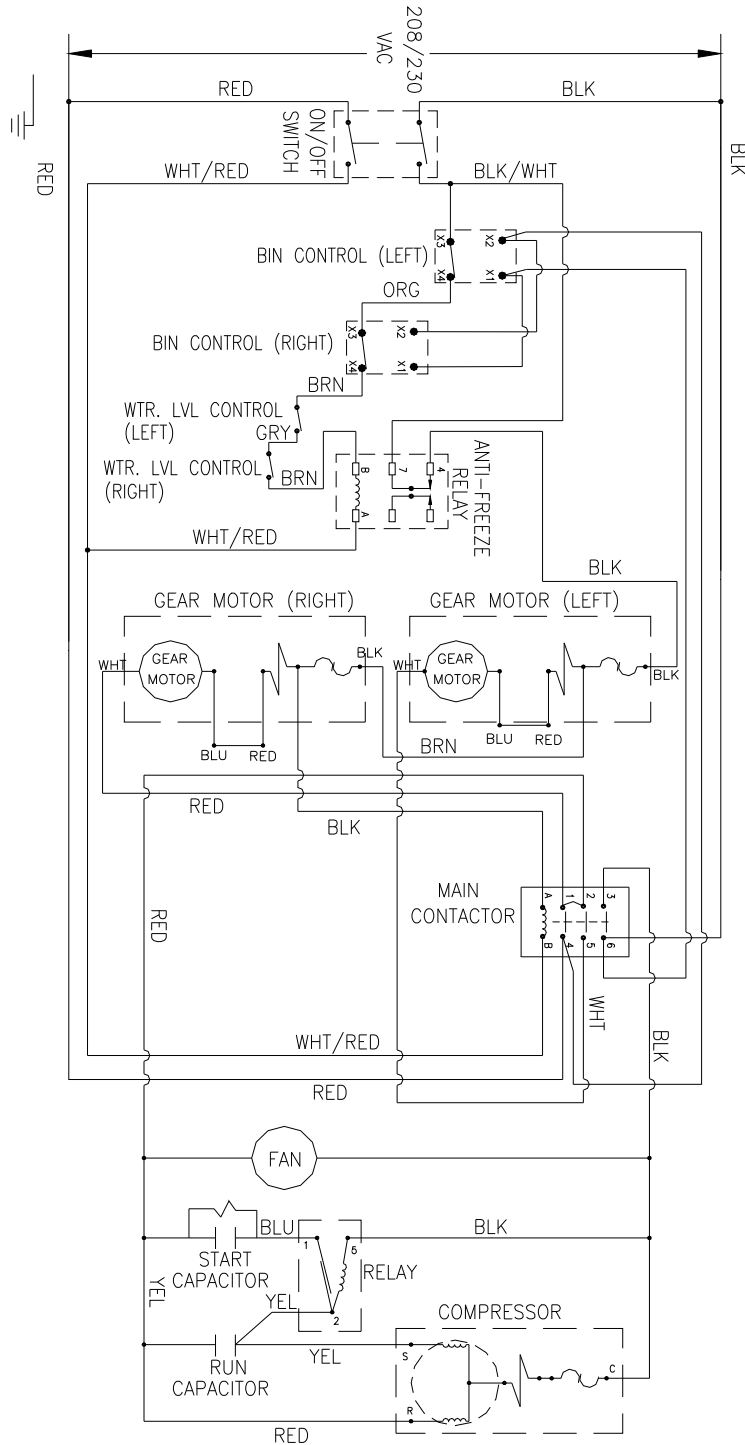 208/230
VAC
RED
BLK
ON/OFF
SWITCH
RED
BLK
WHT/RED
BLK/WHT
X3
X2
BIN CONTROL (LEFT)
X4
X1
ORG
X3
X2
BIN CONTROL (RIGHT)
X4
X1
BRN
WTR. LVL CONTROL
(LEFT)
GRY
WTR. LVL CONTROL
(RIGHT)
BRN
B
7
4
A
ANTI-FREEZE
RELAY
WHT/RED
BLK
GEAR MOTOR (RIGHT)
GEAR MOTOR (LEFT)
WHT
GEAR
MOTOR
BLK
BLU
RED
WHT
GEAR
MOTOR
BLK
BLU
RED
BRN
RED
BLK
MAIN
CONTACTOR
A
1
2
3
B
4
5
6
RED
WHT
BLK
WHT/RED
RED
FAN
BLU
1
5
BLK
START
CAPACITOR
RELAY
2
YEL
YEL
YEL
RUN
CAPACITOR
COMPRESSOR
S
C
R
RED